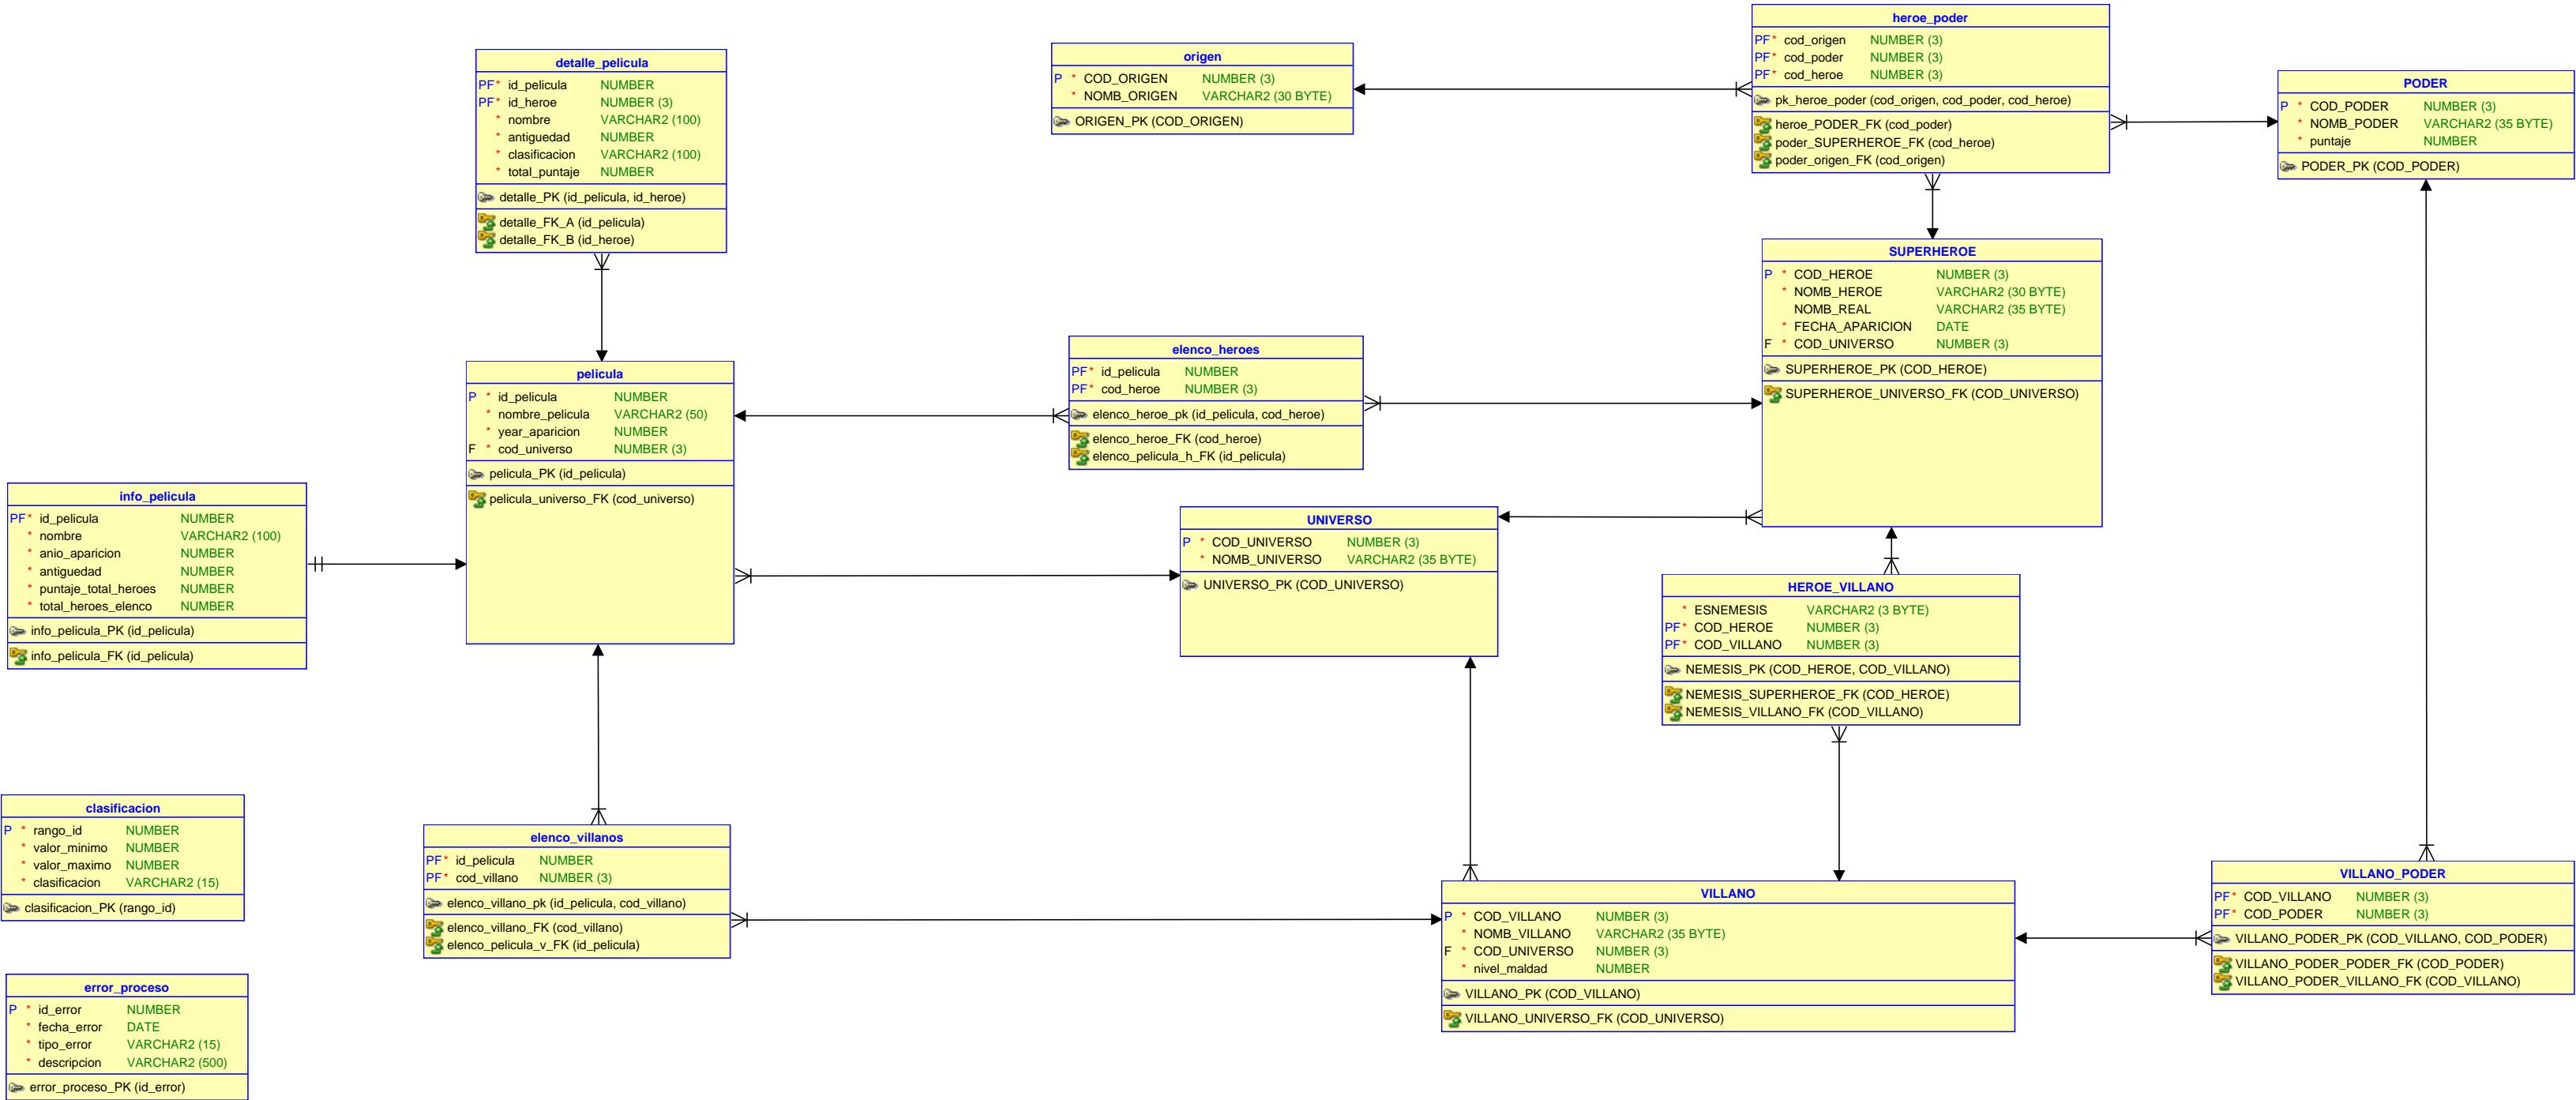 heroe_poder
PF* cod_origen NUMBER (3)
PF* cod_poder NUMBER (3)
PF* cod_heroe NUMBER (3)
pk_heroe_poder (cod_origen, cod_poder, cod_heroe)
heroe_PODER_FK (cod_poder)
poder_SUPERHEROE_FK (cod_heroe)
poder_origen_FK (cod_origen)
origen
P * COD_ORIGEN NUMBER (3)
* NOMB_ORIGEN VARCHAR2 (30 BYTE)
ORIGEN_PK (COD_ORIGEN)
detalle_pelicula
PF* id_pelicula NUMBER
PF* id_heroe NUMBER (3)
* nombre VARCHAR2 (100)
* antiguedad NUMBER
* clasificacion VARCHAR2 (100)
* total_puntaje NUMBER
detalle_PK (id_pelicula, id_heroe)
detalle_FK_A (id_pelicula)
detalle_FK_B (id_heroe)
PODER
P * COD_PODER NUMBER (3)
* NOMB_PODER VARCHAR2 (35 BYTE)
* puntaje NUMBER
PODER_PK (COD_PODER)
SUPERHEROE
P * COD_HEROE NUMBER (3)
* NOMB_HEROE VARCHAR2 (30 BYTE)
NOMB_REAL VARCHAR2 (35 BYTE)
* FECHA_APARICION DATE
F * COD_UNIVERSO NUMBER (3)
SUPERHEROE_PK (COD_HEROE)
SUPERHEROE_UNIVERSO_FK (COD_UNIVERSO)
elenco_heroes
PF* id_pelicula NUMBER
PF* cod_heroe NUMBER (3)
elenco_heroe_pk (id_pelicula, cod_heroe)
elenco_heroe_FK (cod_heroe)
elenco_pelicula_h_FK (id_pelicula)
pelicula
P * id_pelicula NUMBER
* nombre_pelicula VARCHAR2 (50)
* year_aparicion NUMBER
F * cod_universo NUMBER (3)
pelicula_PK (id_pelicula)
pelicula_universo_FK (cod_universo)
info_pelicula
PF* id_pelicula NUMBER
* nombre VARCHAR2 (100)
* anio_aparicion NUMBER
* antiguedad NUMBER
* puntaje_total_heroes NUMBER
* total_heroes_elenco NUMBER
info_pelicula_PK (id_pelicula)
info_pelicula_FK (id_pelicula)
UNIVERSO
P * COD_UNIVERSO NUMBER (3)
* NOMB_UNIVERSO VARCHAR2 (35 BYTE)
UNIVERSO_PK (COD_UNIVERSO)
HEROE_VILLANO
* ESNEMESIS VARCHAR2 (3 BYTE)
PF* COD_HEROE NUMBER (3)
PF* COD_VILLANO NUMBER (3)
NEMESIS_PK (COD_HEROE, COD_VILLANO)
NEMESIS_SUPERHEROE_FK (COD_HEROE)
NEMESIS_VILLANO_FK (COD_VILLANO)
clasificacion
P * rango_id NUMBER
* valor_minimo NUMBER
* valor_maximo NUMBER
* clasificacion VARCHAR2 (15)
clasificacion_PK (rango_id)
elenco_villanos
PF* id_pelicula NUMBER
PF* cod_villano NUMBER (3)
elenco_villano_pk (id_pelicula, cod_villano)
elenco_villano_FK (cod_villano)
elenco_pelicula_v_FK (id_pelicula)
VILLANO
P * COD_VILLANO NUMBER (3)
* NOMB_VILLANO VARCHAR2 (35 BYTE)
F * COD_UNIVERSO NUMBER (3)
* nivel_maldad NUMBER
VILLANO_PK (COD_VILLANO)
VILLANO_UNIVERSO_FK (COD_UNIVERSO)
VILLANO_PODER
PF* COD_VILLANO NUMBER (3)
PF* COD_PODER NUMBER (3)
VILLANO_PODER_PK (COD_VILLANO, COD_PODER)
VILLANO_PODER_PODER_FK (COD_PODER)
VILLANO_PODER_VILLANO_FK (COD_VILLANO)
error_proceso
P * id_error NUMBER
* fecha_error DATE
* tipo_error VARCHAR2 (15)
* descripcion VARCHAR2 (500)
error_proceso_PK (id_error)